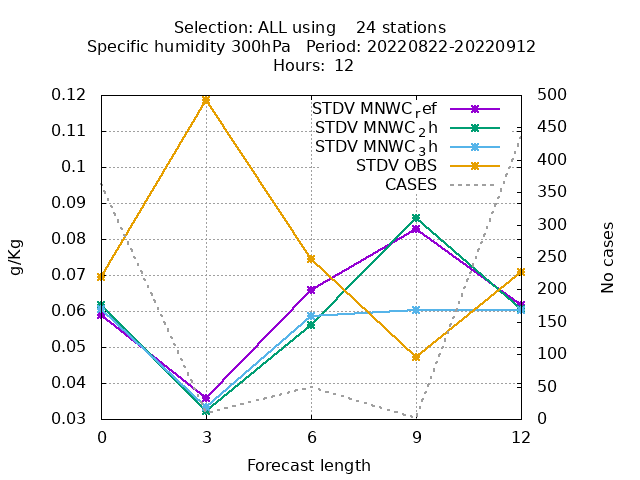 Selection: ALL using    24 stations
Specific humidity 300hPa   Period: 20220822-20220912
Hours: 12
STDV MNWC_ref
STDV MNWC_2h
STDV MNWC_3h
STDV OBS
CASES
0.12
0.11
0.1
0.09
0.08
0.07
0.06
0.05
0.04
0.03
500
450
400
350
300
250
200
150
100
50
0
g/Kg
No cases
0 3 6 9 12
Forecast length